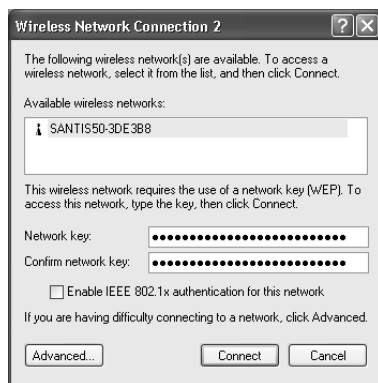 Wireless Network Connection 2
The following wireless network(s) are available. To access a
wireless network, select it from the list, and then click Connect.
Available wireless networks:
SANTIS50-3DE3B8
This wireless network requires the use of a network key (WEP). To
access this network, type the key, then click Connect.
Network key: ••••••••••••••••••••••••••
Confirm network key: ••••••••••••••••••••••••••
Enable IEEE 802.1x authentication for this network
If you are having difficulty connecting to a network, click Advanced.
Advanced... Connect Cancel